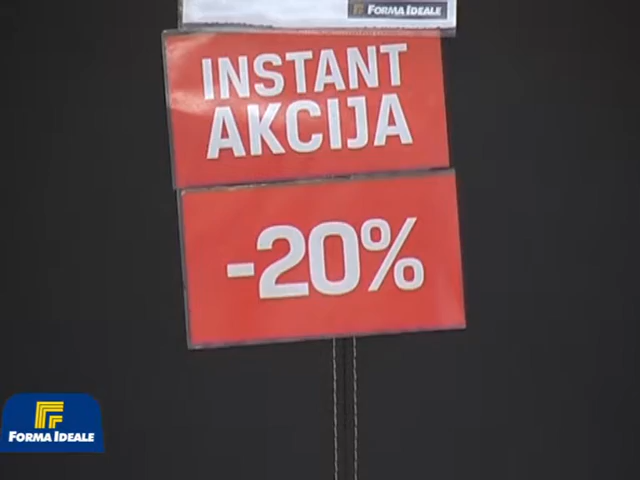 FORMA IDEALE
INSTANT
AKCIJA
-20%
FORMA IDEALE